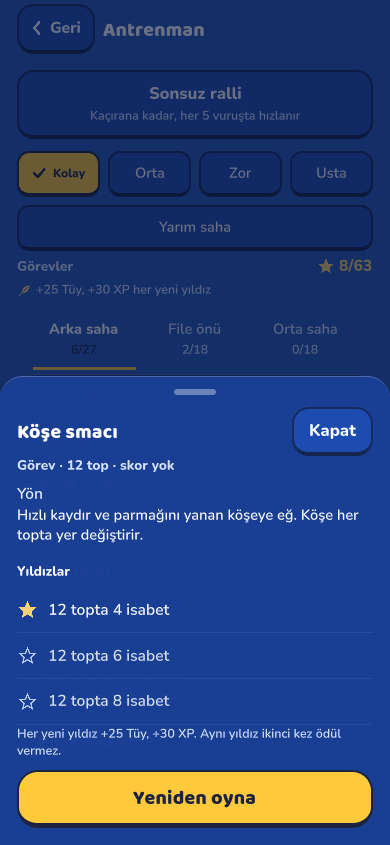 Geri
Antrenman
Sonsuz ralli
Kaçırana kadar, her 5 vuruşta hızlanır
Kolay
Orta
Zor
Usta
Yarım saha
Görevler
8/63
+25 Tüy, +30 XP her yeni yıldız
Arka saha
File önü
Orta saha
6/27
2/18
0/18
Köşe smacı
Kapat
Görev · 12 top · skor yok
Yön
Hızlı kaydır ve parmağını yanan köşeye eğ. Köşe her
topta yer değiştirir.
Yıldızlar
12 topta 4 isabet
12 topta 6 isabet
12 topta 8 isabet
Her yeni yıldız +25 Tüy, +30 XP. Aynı yıldız ikinci kez ödül
vermez.
Yeniden oyna